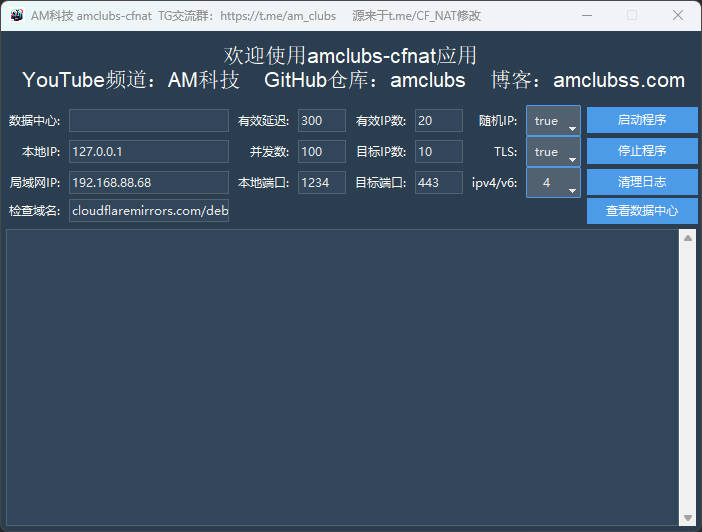 AM科技 amclubs-cfnat TG交流群：https://t.me/am_clubs 源来于t.me/CF_NAT修改
欢迎使用amclubs-cfnat应用
YouTube频道：AM科技 GitHub仓库：amclubs 博客：amclubss.com
数据中心: 有效延迟: 300 有效IP数: 20 随机IP: true 启动程序
本地IP: 127.0.0.1 并发数: 100 目标IP数: 10 TLS: true 停止程序
局域网IP: 192.168.88.68 本地端口: 1234 目标端口: 443 ipv4/v6: 4 清理日志
检查域名: cloudflaremirrors.com/deb 查看数据中心